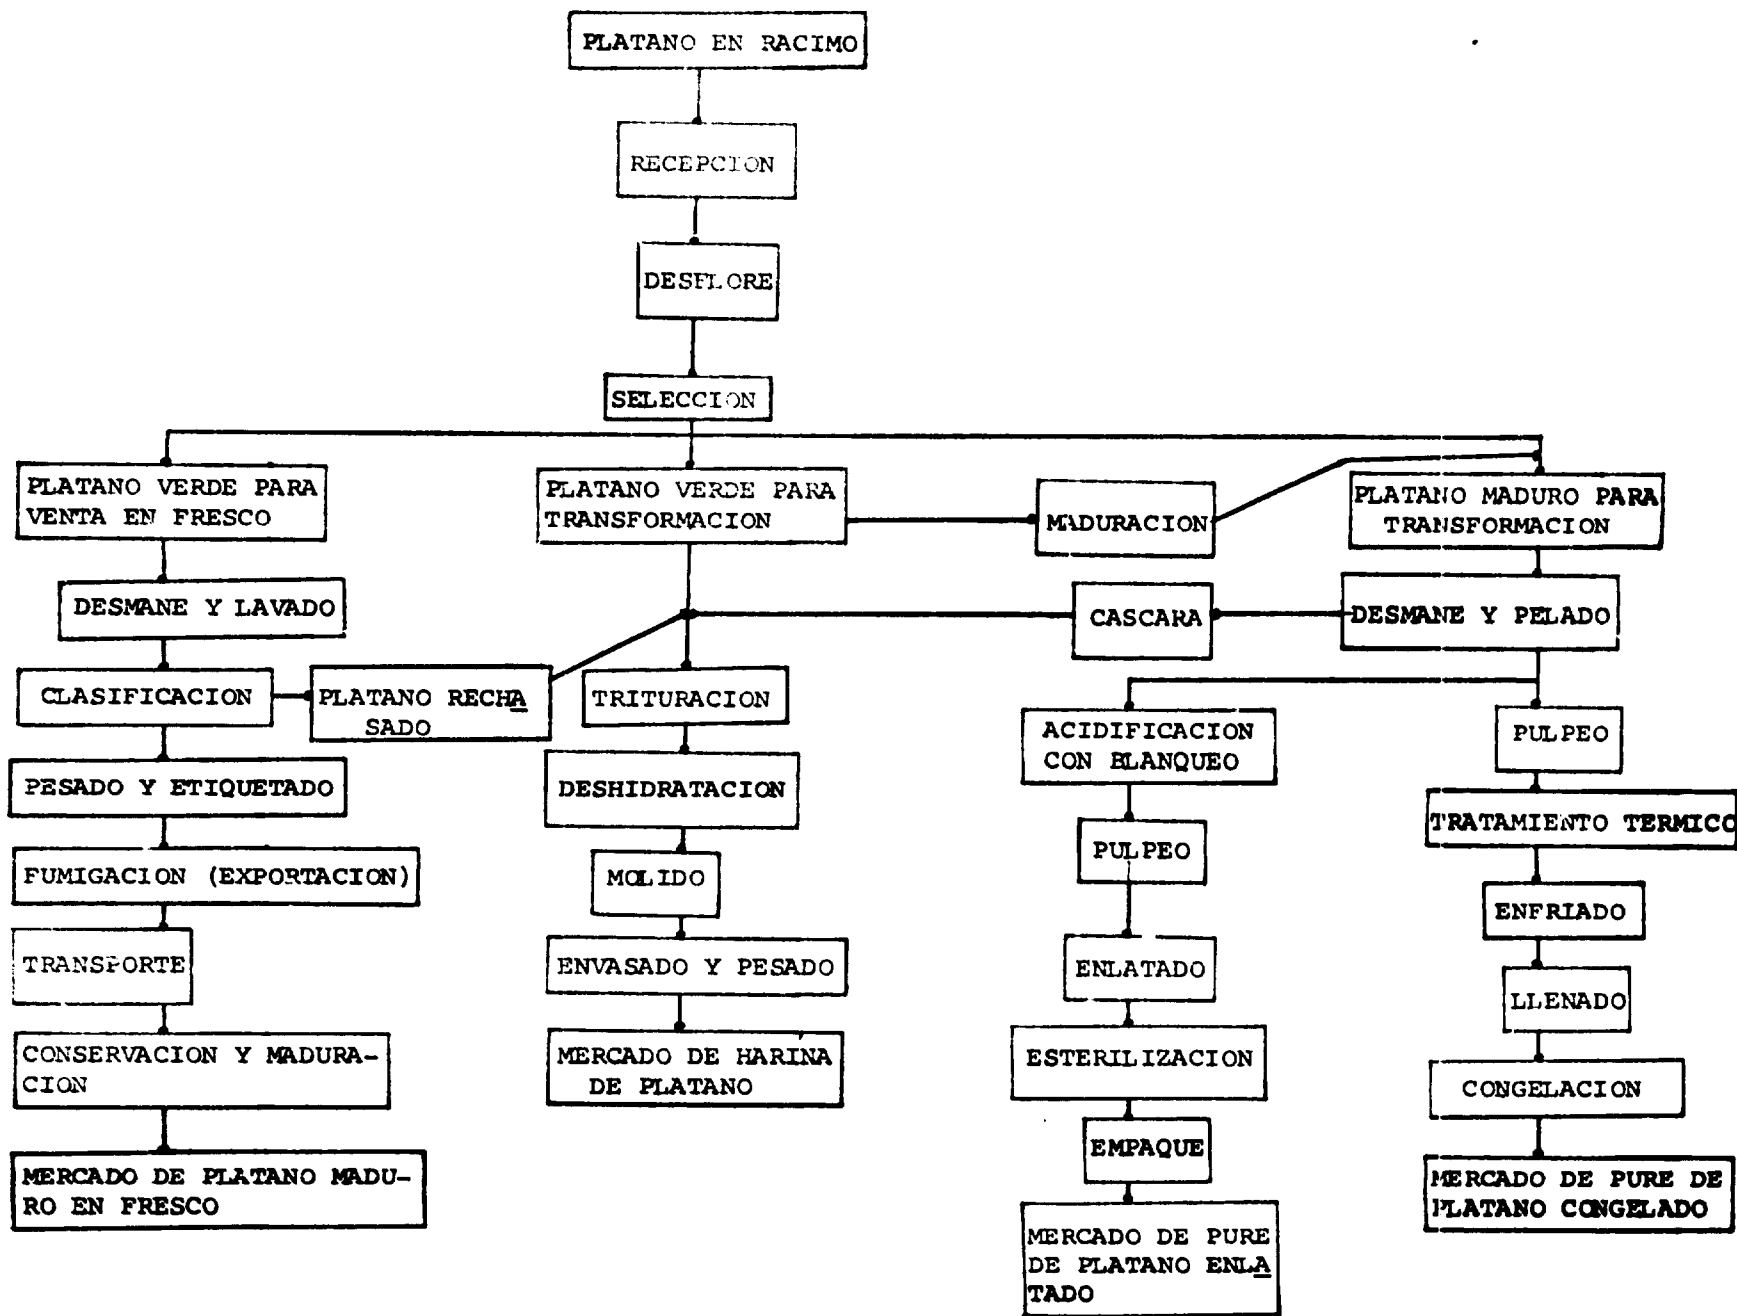 PLATANO EN RACIMO
RECEPCION
DESFLORE
SELECCION
PLATANO VERDE PARA
VENTA EN FRESCO
PLATANO VERDE PARA
TRANSFORMACION
MADURACION
PLATANO MADURO PARA
TRANSFORMACION
DESMANE Y LAVADO
CASCARA
DESMANE Y PELADO
CLASIFICACION
PLATANO RECHA
SADO
TRITURACION
ACIDIFICACION
CON BLANQUEO
PULPEO
PESADO Y ETIQUETADO
DESHIDRATACION
TRATAMIENTO TERMICO
FUMIGACION (EXPORTACION)
MOLIDO
PULPEO
ENFRIADO
TRANSPORTE
ENVASADO Y PESADO
ENLATADO
LLENADO
CONSERVACION Y MADURA-
CION
MERCADO DE HARINA
DE PLATANO
ESTERILIZACION
CONGELACION
EMPAQUE
MERCADO DE PLATANO MADU-
RO EN FRESCO
MERCADO DE PURE DE
PLATANO CONGELADO
MERCADO DE PURE
DE PLATANO ENLA
TADO